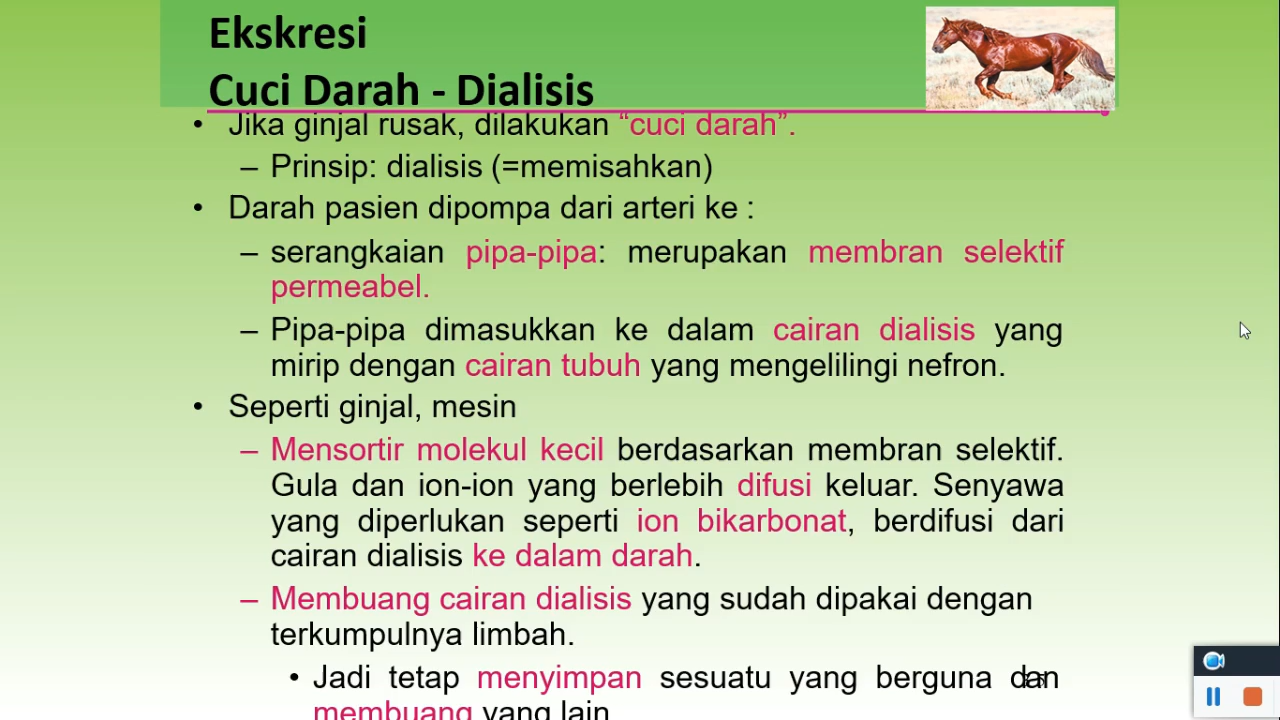 Ekskresi
Cuci Darah - Dialisis
• Jika ginjal rusak, dilakukan “cuci darah”.
– Prinsip: dialisis (=memisahkan)
• Darah pasien dipompa dari arteri ke :
– serangkaian pipa-pipa: merupakan membran selektif
permeabel.
– Pipa-pipa dimasukkan ke dalam cairan dialisis yang
mirip dengan cairan tubuh yang mengelilingi nefron.
• Seperti ginjal, mesin
– Mensortir molekul kecil berdasarkan membran selektif.
Gula dan ion-ion yang berlebih difusi keluar. Senyawa
yang diperlukan seperti ion bikarbonat, berdifusi dari
cairan dialisis ke dalam darah.
– Membuang cairan dialisis yang sudah dipakai dengan
terkumpulnya limbah.
• Jadi tetap menyimpan sesuatu yang berguna dan
membuang yang lain